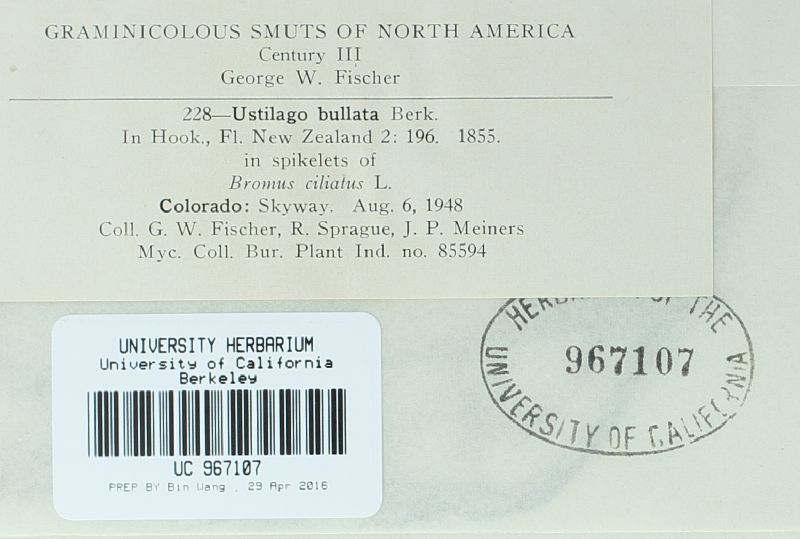 GRAMINICOLOUS SMUTS OF NORTH AMERICA
Century III
George W. Fischer
228—Ustilago bullata Berk.
In Hook., Fl. New Zealand 2: 196. 1855.
in spikelets of
Bromus ciliatus L.
Colorado: Skyway. Aug. 6, 1948
Coll. G. W. Fischer, R. Sprague, J. P. Meiners
Myc. Coll. Bur. Plant Ind. no. 85594
UNIVERSITY HERBARIUM
University of California
Berkeley
UC 967107
PREP BY Bin Wang , 29 Apr 2016
OF THE
967107
UNIVERSITY OF CALIFORNIA